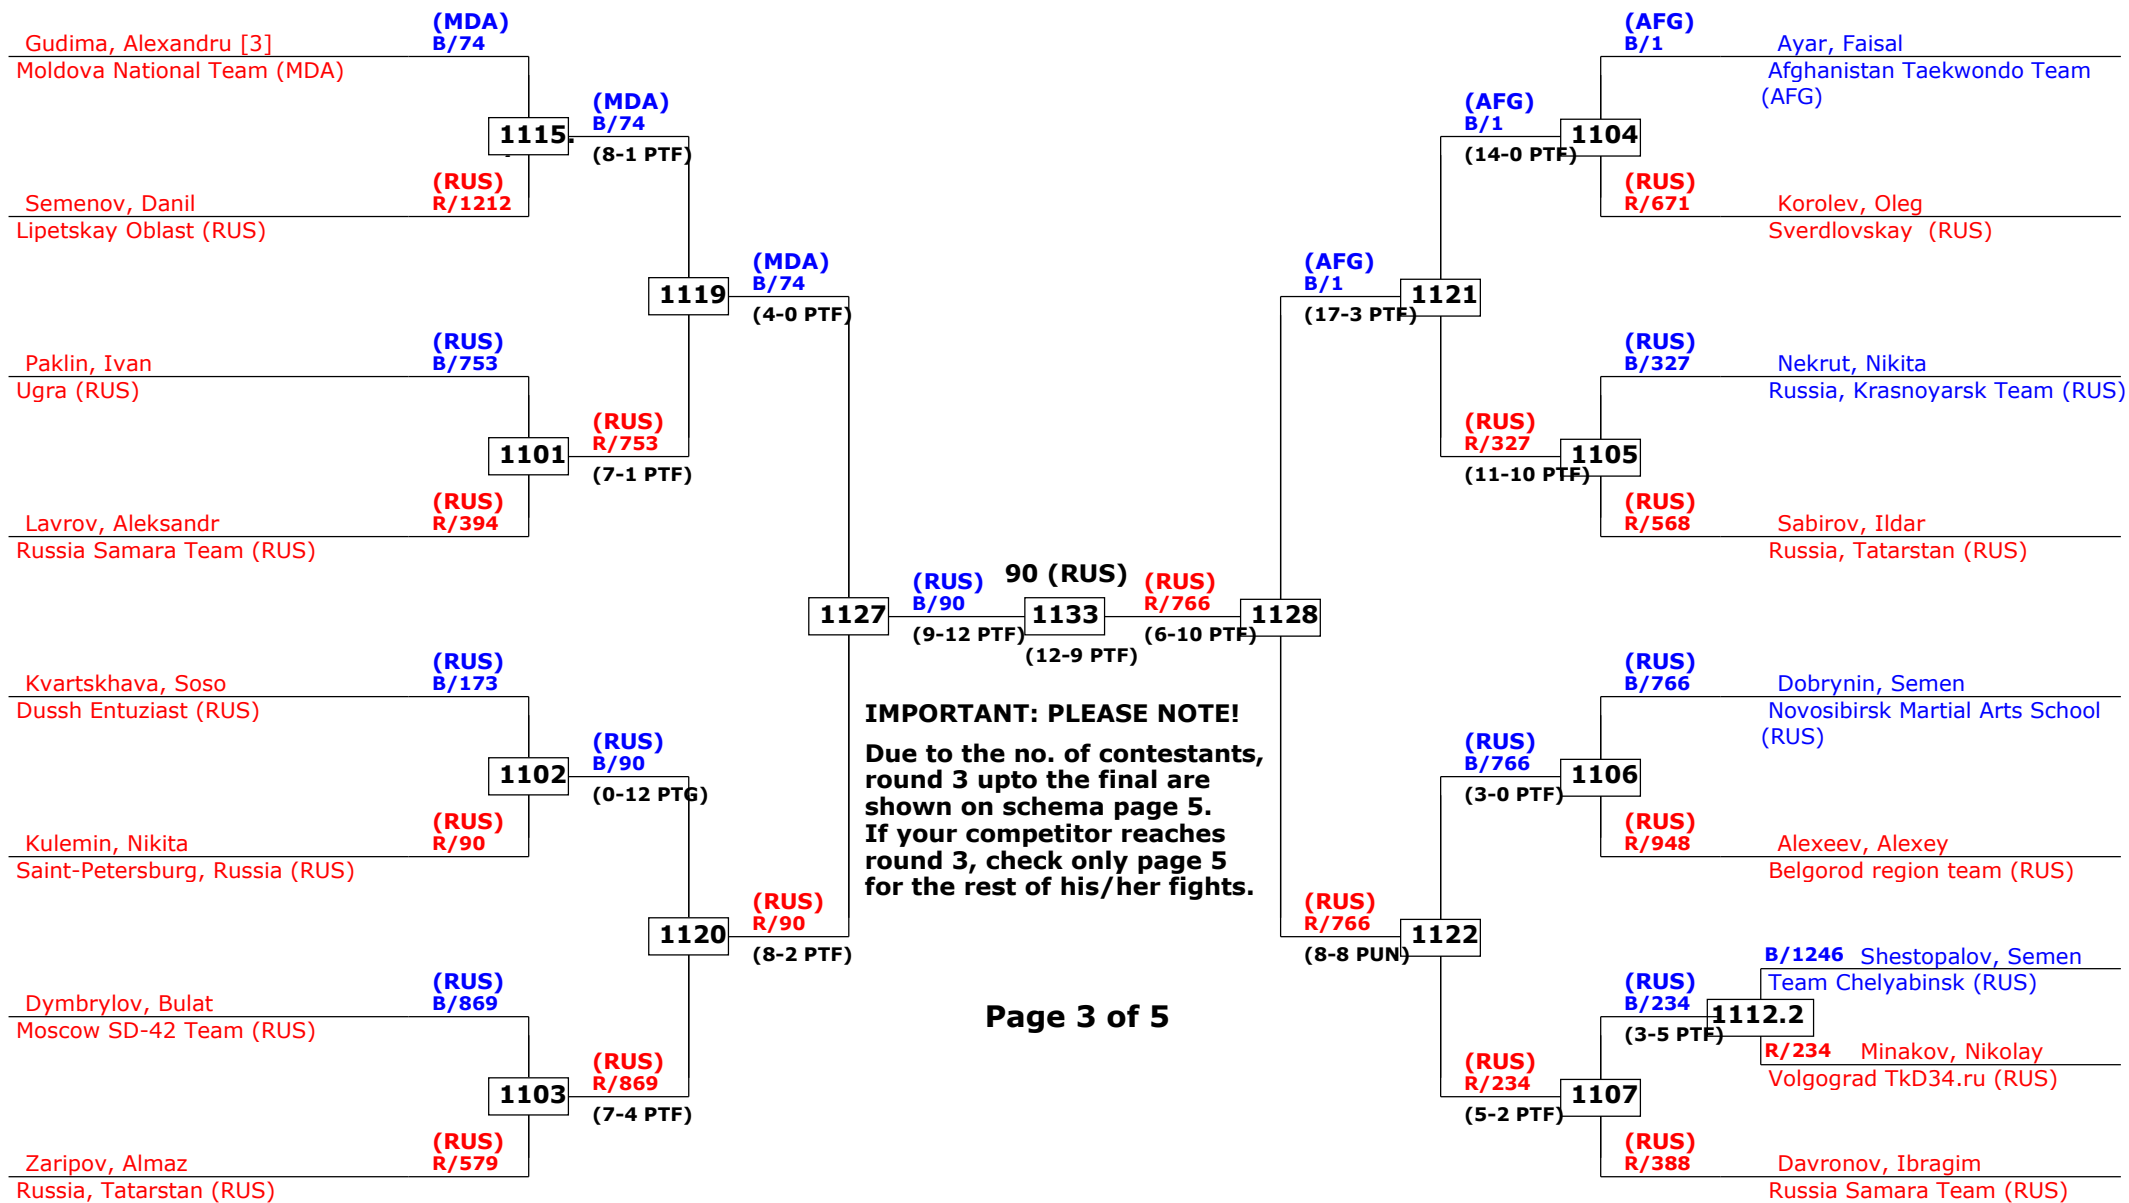 (MDA)
B/74
Gudima, Alexandru [3]
Moldova National Team (MDA)
1115.
(MDA)
B/74
(8-1 PTF)
(RUS)
R/1212
Semenov, Danil
Lipetskay Oblast (RUS)
1119
(MDA)
B/74
(4-0 PTF)
(RUS)
B/753
Paklin, Ivan
Ugra (RUS)
1101
(RUS)
R/753
(7-1 PTF)
(RUS)
R/394
Lavrov, Aleksandr
Russia Samara Team (RUS)
1127
(RUS)
B/90
(9-12 PTF)
90 (RUS)
1133
(12-9 PTF)
(RUS)
R/766
(6-10 PTF)
1128
(RUS)
B/173
Kvartskhava, Soso
Dussh Entuziast (RUS)
1102
(RUS)
B/90
(0-12 PTG)
(RUS)
R/90
Kulemin, Nikita
Saint-Petersburg, Russia (RUS)
1120
(RUS)
R/90
(8-2 PTF)
(RUS)
B/869
Dymbrylov, Bulat
Moscow SD-42 Team (RUS)
1103
(RUS)
R/869
(7-4 PTF)
(RUS)
R/579
Zaripov, Almaz
Russia, Tatarstan (RUS)
IMPORTANT: PLEASE NOTE!
Due to the no. of contestants,
round 3 upto the final are
shown on schema page 5.
If your competitor reaches
round 3, check only page 5
for the rest of his/her fights.
Page 3 of 5
(AFG)
B/1
Ayar, Faisal
Afghanistan Taekwondo Team
(AFG)
(AFG)
B/1
(14-0 PTF)
1104
(RUS)
R/671
Korolev, Oleg
Sverdlovskay  (RUS)
(AFG)
B/1
(17-3 PTF)
1121
(RUS)
B/327
Nekrut, Nikita
Russia, Krasnoyarsk Team (RUS)
(RUS)
R/327
(11-10 PTF)
1105
(RUS)
R/568
Sabirov, Ildar
Russia, Tatarstan (RUS)
(RUS)
B/766
Dobrynin, Semen
Novosibirsk Martial Arts School
(RUS)
(RUS)
B/766
(3-0 PTF)
1106
(RUS)
R/948
Alexeev, Alexey
Belgorod region team (RUS)
(RUS)
R/766
(8-8 PUN)
1122
B/1246
Shestopalov, Semen
Team Chelyabinsk (RUS)
(RUS)
B/234
(3-5 PTF)
1112.2
R/234
Minakov, Nikolay
Volgograd TkD34.ru (RUS)
(RUS)
R/234
(5-2 PTF)
1107
(RUS)
R/388
Davronov, Ibragim
Russia Samara Team (RUS)